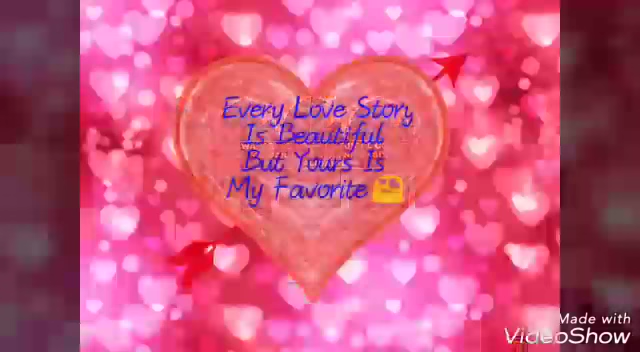 Every Love Story
Is Beautiful
But Yours Is
My Favorite
Made with
VideoShow